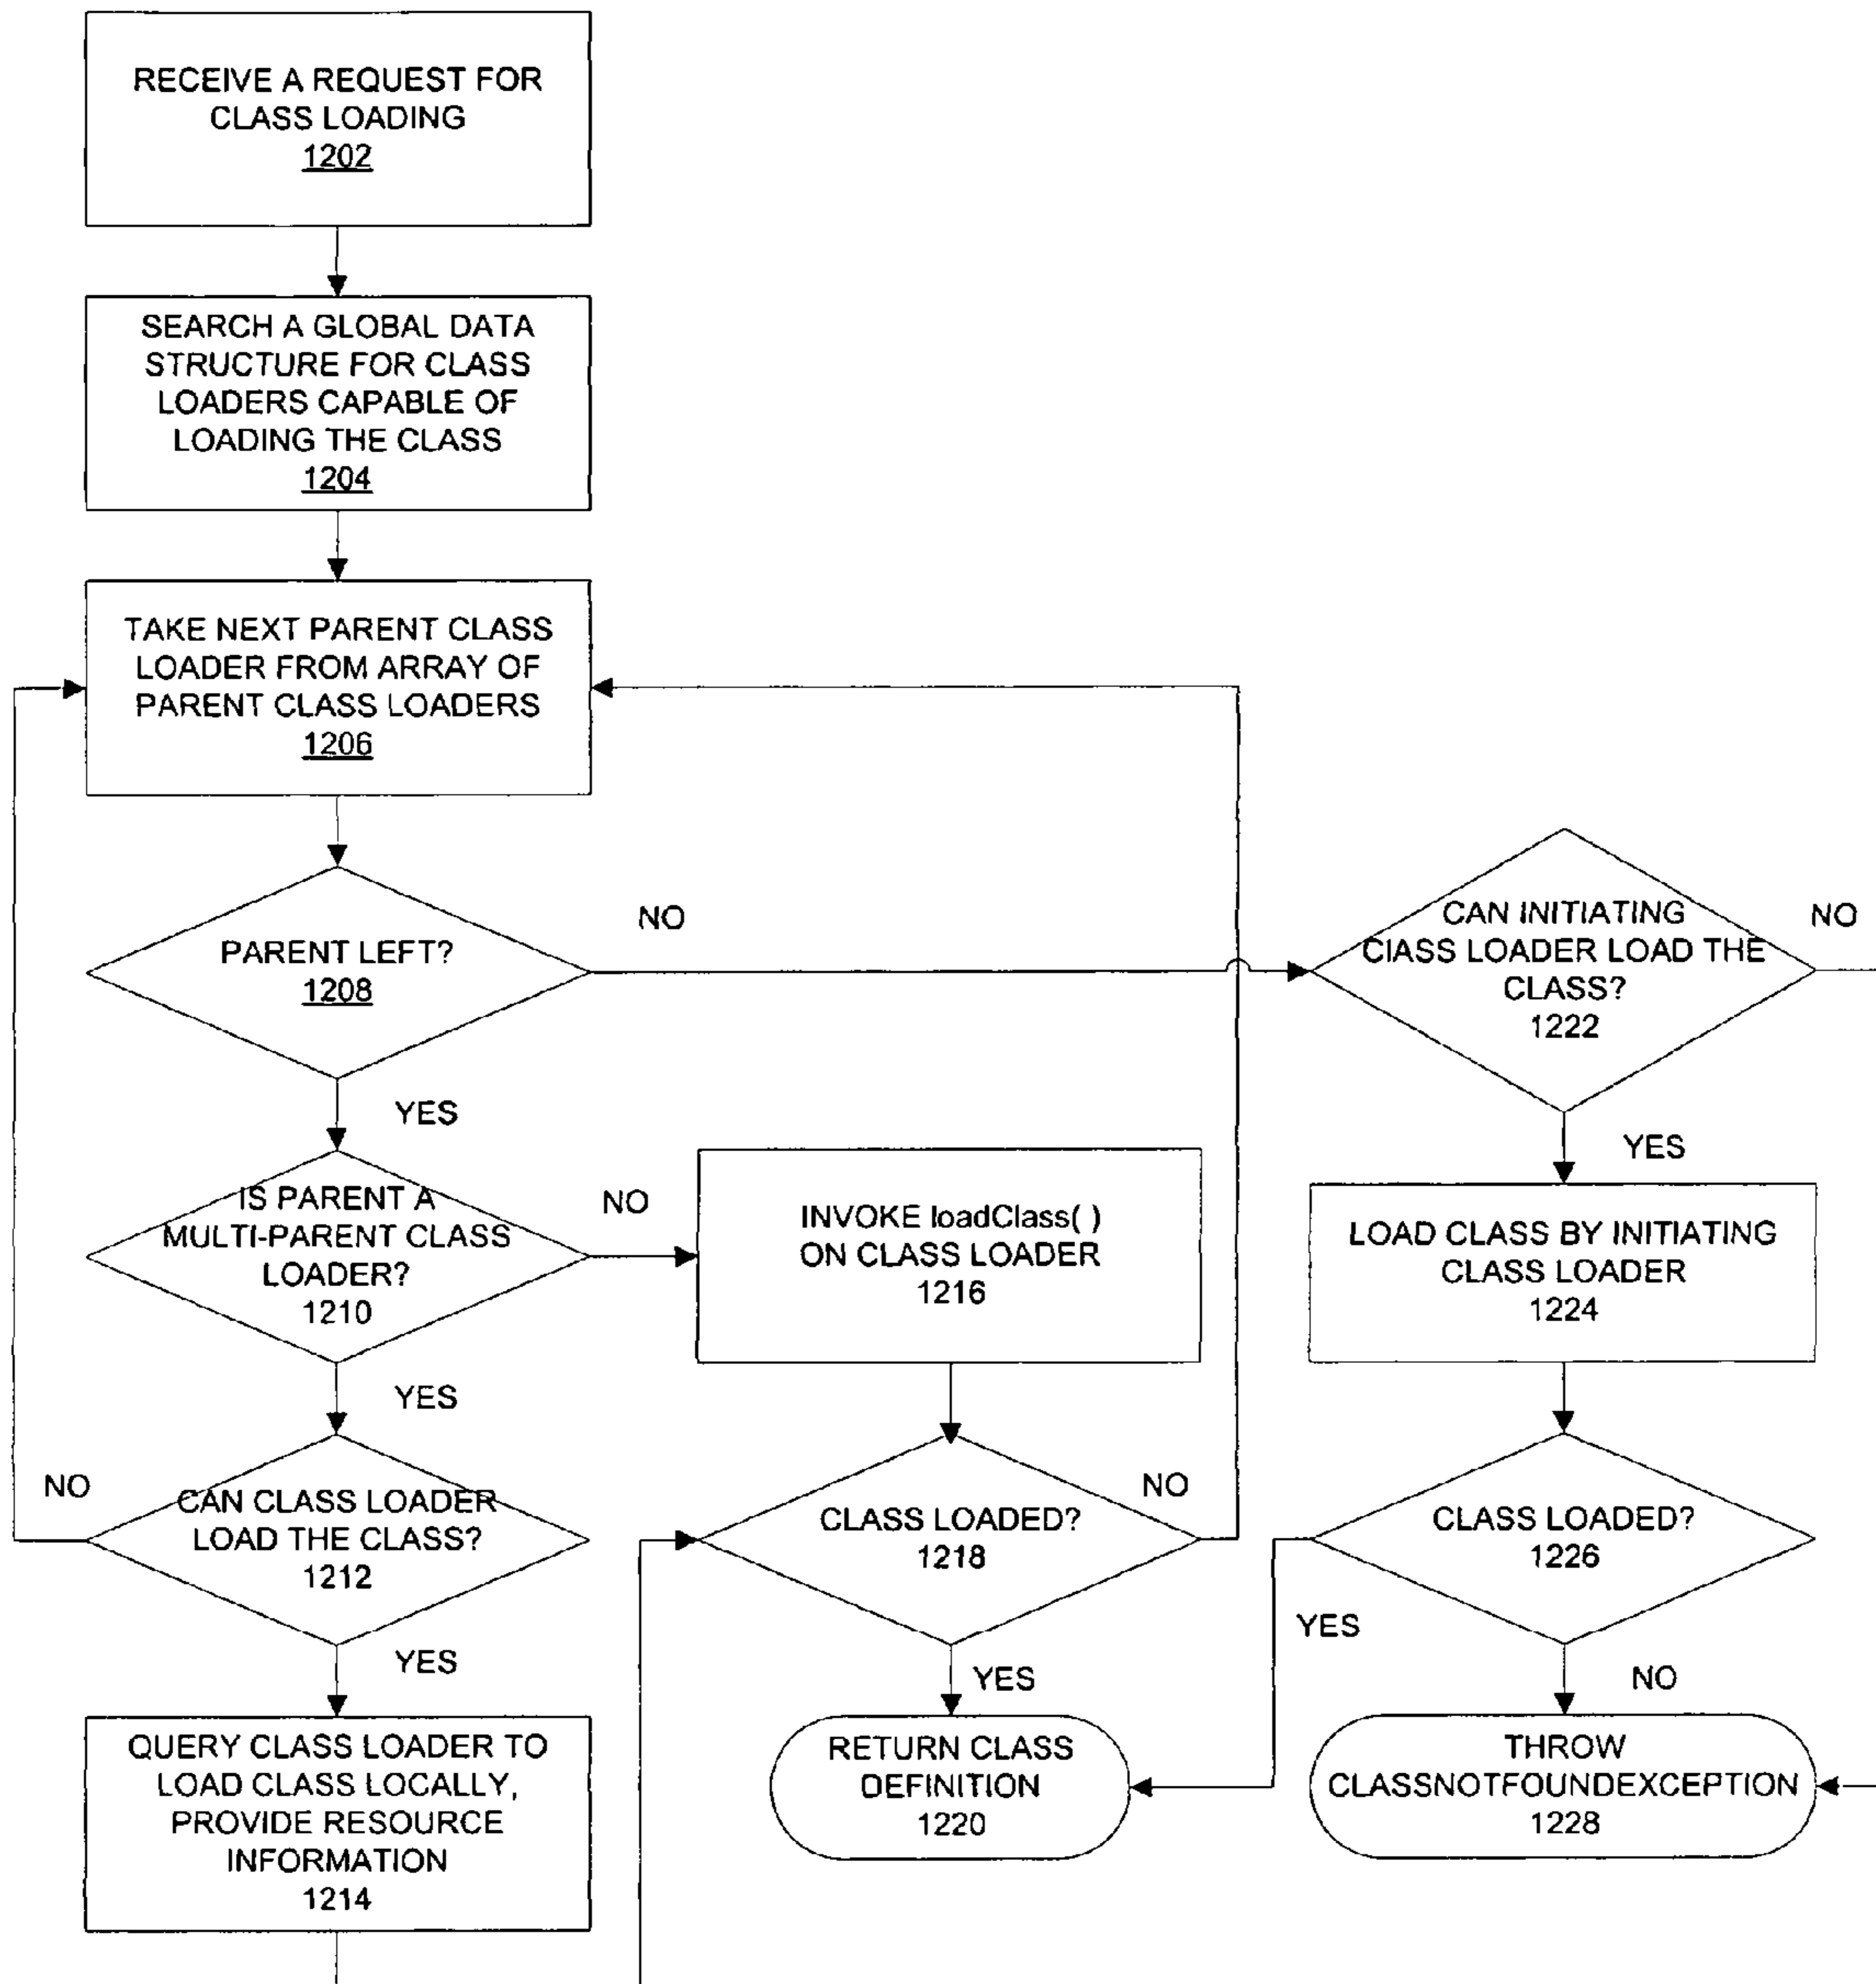 RECEIVE A REQUEST FOR
CLASS LOADING
1202
SEARCH A GLOBAL DATA
STRUCTURE FOR CLASS
LOADERS CAPABLE OF
LOADING THE CLASS
1204
TAKE NEXT PARENT CLASS
LOADER FROM ARRAY OF
PARENT CLASS LOADERS
1206
PARENT LEFT?
1208
NO
YES
IS PARENT A
MULTI-PARENT CLASS
LOADER?
1210
NO
YES
CAN CLASS LOADER
LOAD THE CLASS?
1212
NO
YES
QUERY CLASS LOADER TO
LOAD CLASS LOCALLY,
PROVIDE RESOURCE
INFORMATION
1214
INVOKE loadClass( )
ON CLASS LOADER
1216
CLASS LOADED?
1218
NO
YES
RETURN CLASS
DEFINITION
1220
CAN INITIATING
ClASS LOADER LOAD THE
CLASS?
1222
NO
YES
LOAD CLASS BY INITIATING
CLASS LOADER
1224
CLASS LOADED?
1226
YES
NO
THROW
CLASSNOTFOUNDEXCEPTION
1228